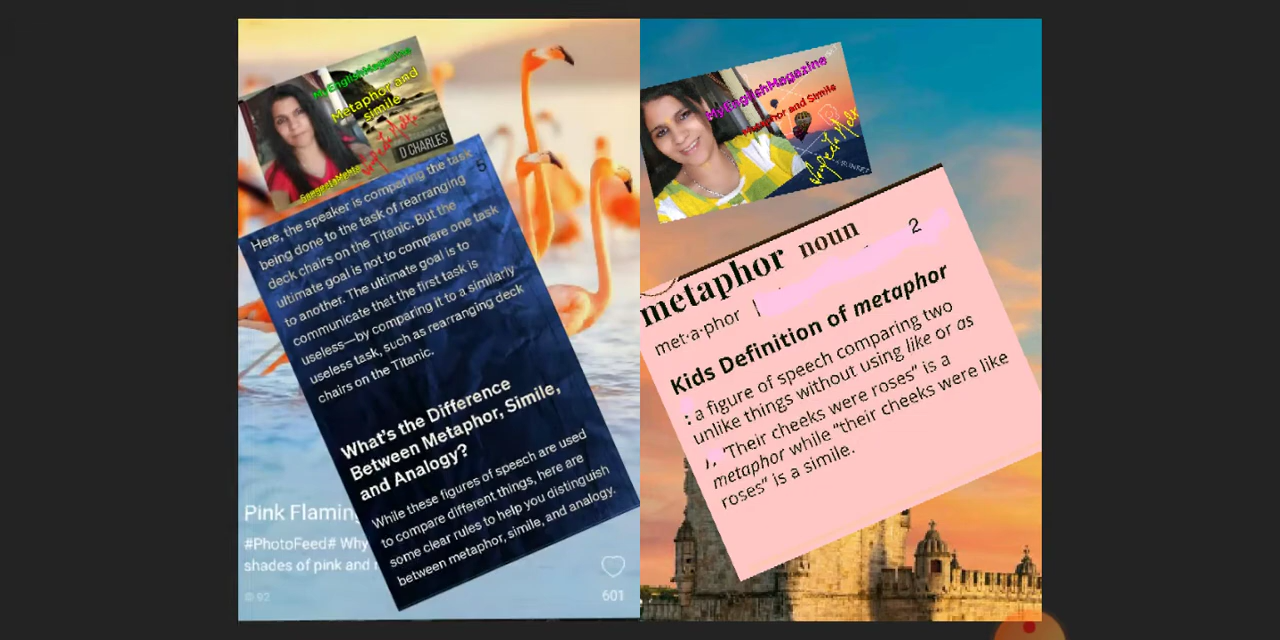 MyEnglishMagazine
Metaphor and
simile
D CHARLES
SangeetaMehta
5
Here, the speaker is comparing the task
being done to the task of rearranging
deck chairs on the Titanic. But the
ultimate goal is not to compare one task
to another. The ultimate goal is to
communicate that the first task is
useless—by comparing it to a similarly
useless task, such as rearranging deck
chairs on the Titanic.
What's the Difference
Between Metaphor, Simile,
and Analogy?
While these figures of speech are used
to compare different things, here are
some clear rules to help you distinguish
between metaphor, simile, and analogy.
Pink Flaming
#PhotoFeed# Why
shades of pink and
92
601
MyEnglishMagazine
Metaphor and Simile
metaphor noun
2
met·a·phor
Kids Definition of metaphor
: a figure of speech comparing two
unlike things without using like or as
"Their cheeks were roses" is a
metaphor while "their cheeks were like
roses" is a simile.